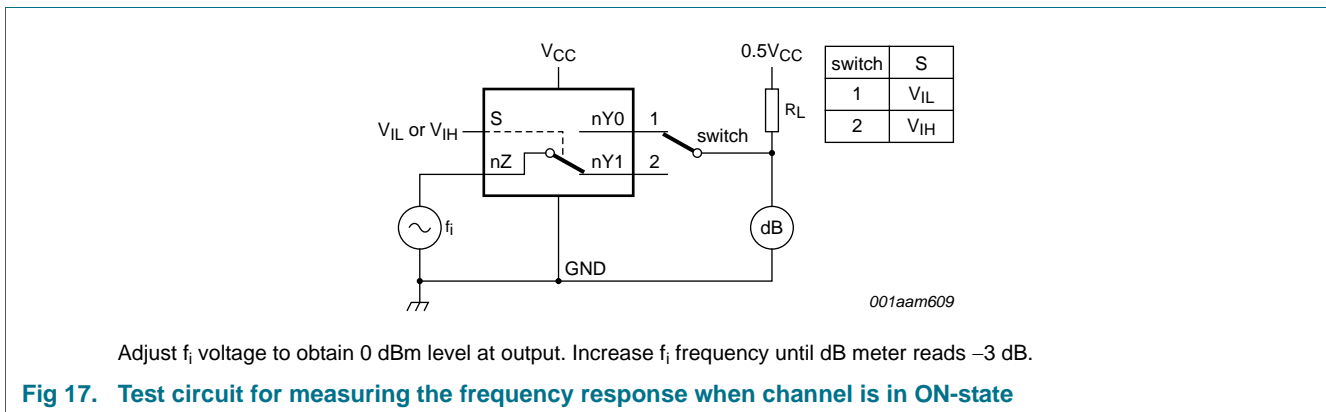 VCC
0.5VCC
switch S
1 VIL
2 VIH
RL
VIL or VIH
S
nY0
1
switch
nZ
nY1
2
fi
dB
GND
001aam609
Adjust fi voltage to obtain 0 dBm level at output. Increase fi frequency until dB meter reads −3 dB.
Fig 17. Test circuit for measuring the frequency response when channel is in ON-state